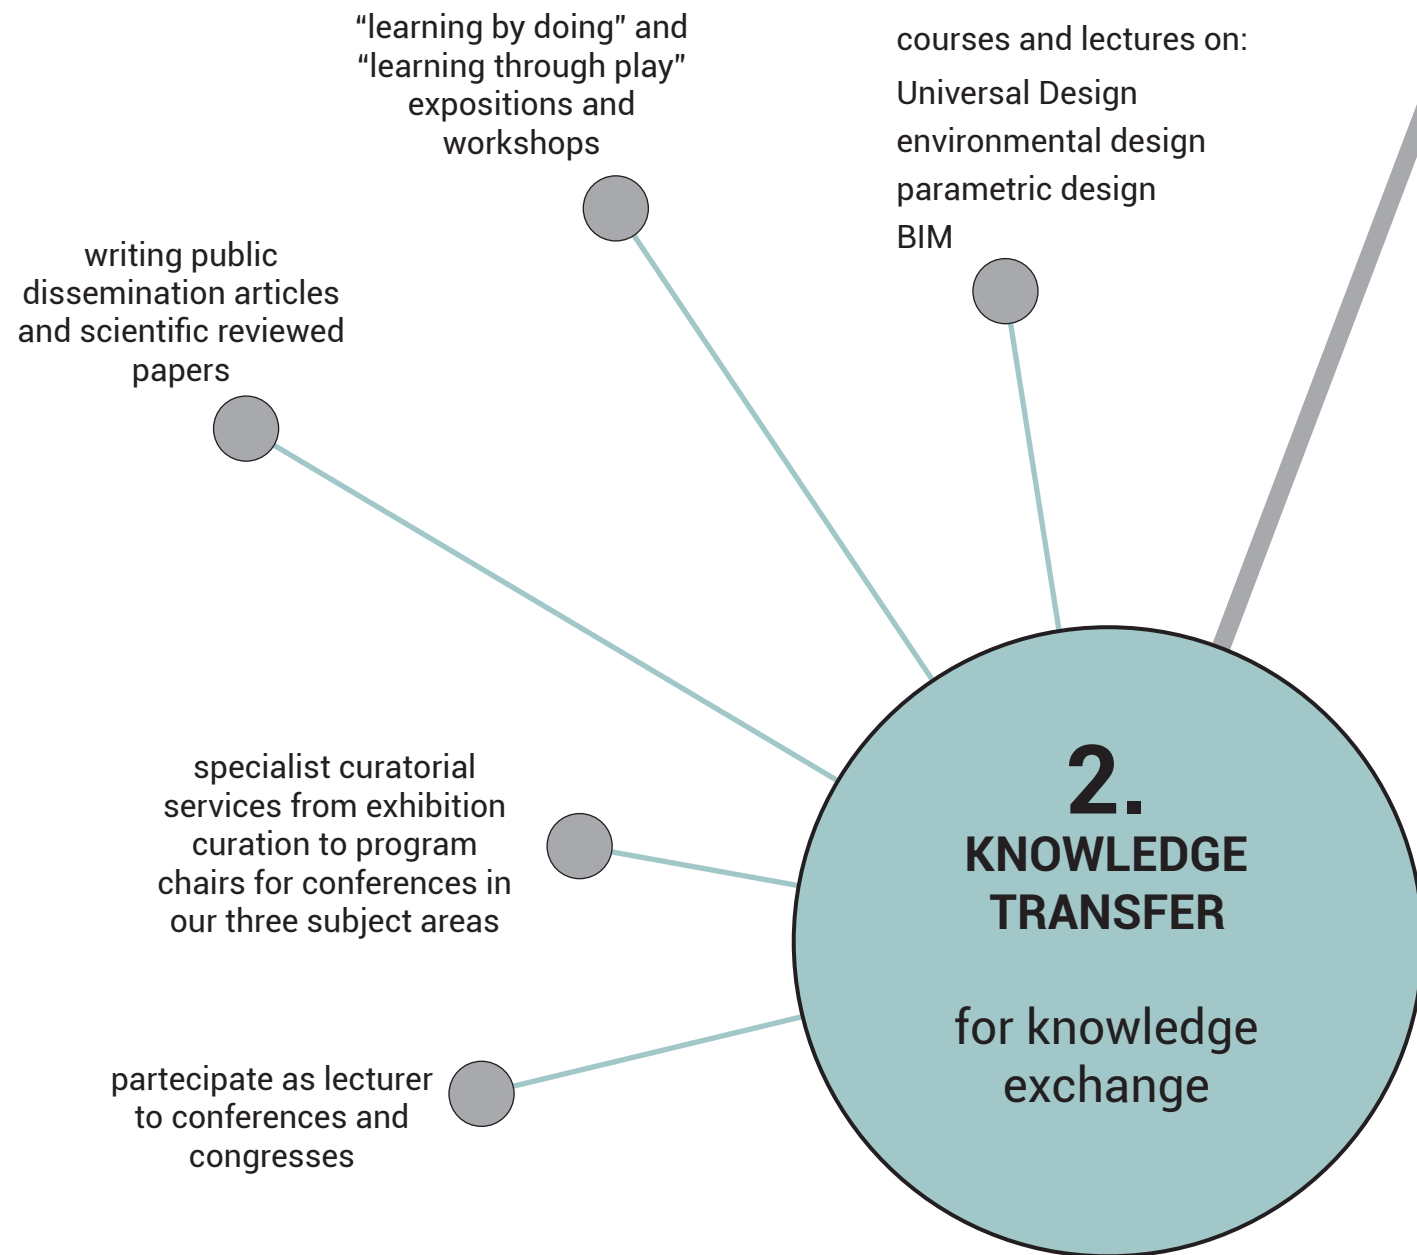 “learning by doing” and
“learning through play”
expositions and
workshops
courses and lectures on:
Universal Design
environmental design
parametric design
BIM
writing public
dissemination articles
and scientific reviewed
papers
specialist curatorial
services from exhibition
curation to program
chairs for conferences in
our three subject areas
partecipate as lecturer
to conferences and
congresses
2.
KNOWLEDGE
TRANSFER
for knowledge
exchange